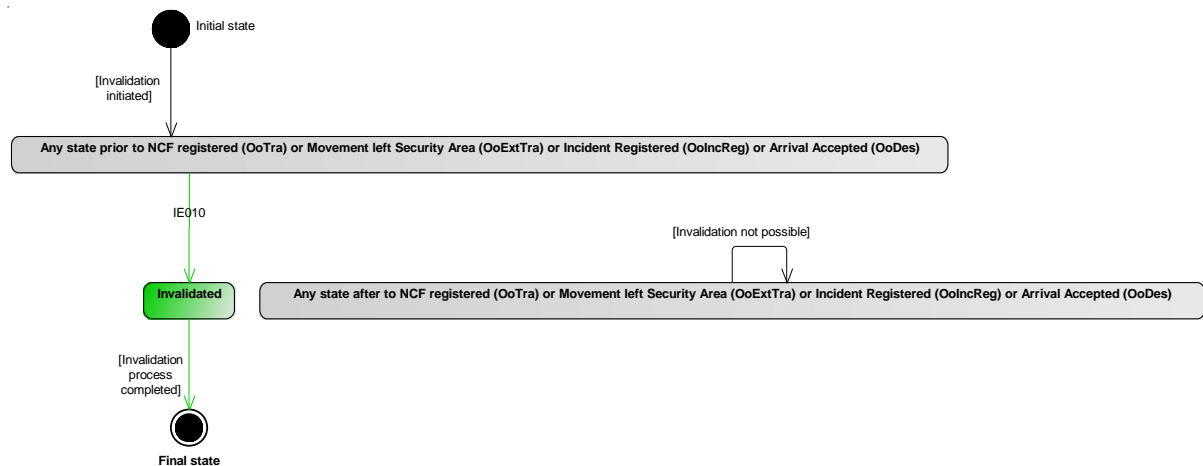 Initial state
[Invalidation
initiated]
Any state prior to NCF registered (OoTra) or Movement left Security Area (OoExtTra) or Incident Registered (OoIncReg) or Arrival Accepted (OoDes)
IE010
[Invalidation not possible]
Invalidated
Any state after to NCF registered (OoTra) or Movement left Security Area (OoExtTra) or Incident Registered (OoIncReg) or Arrival Accepted (OoDes)
[Invalidation
process
completed]
Final state